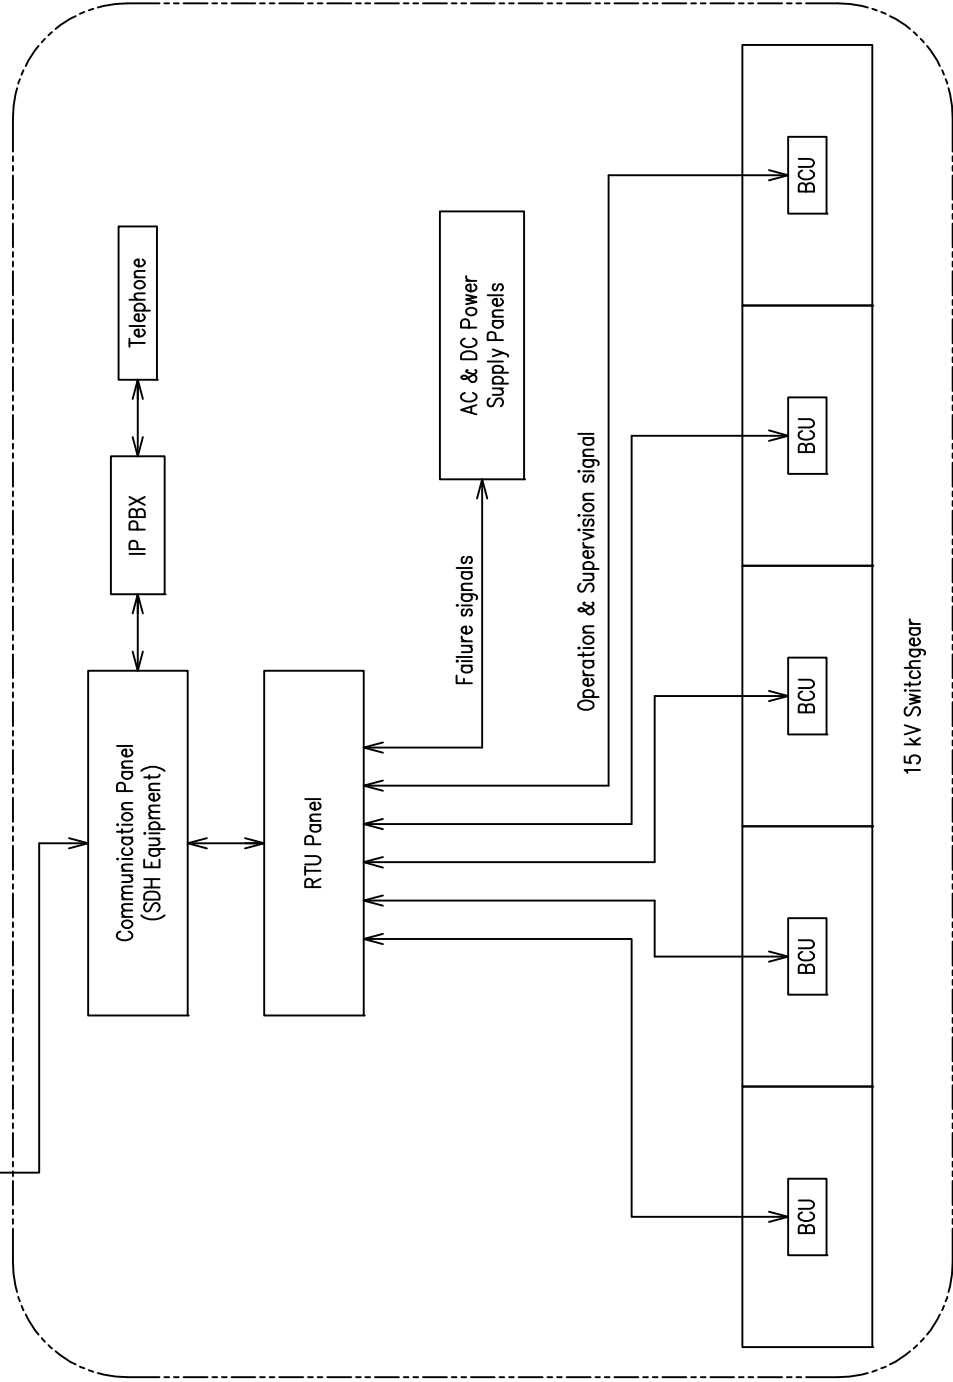 Communication Panel
(SDH Equipment)
IP PBX
Telephone
RTU Panel
Failure signals
AC & DC Power
Supply Panels
Operation & Supervision signal
BCU
BCU
BCU
BCU
BCU
15 kV Switchgear